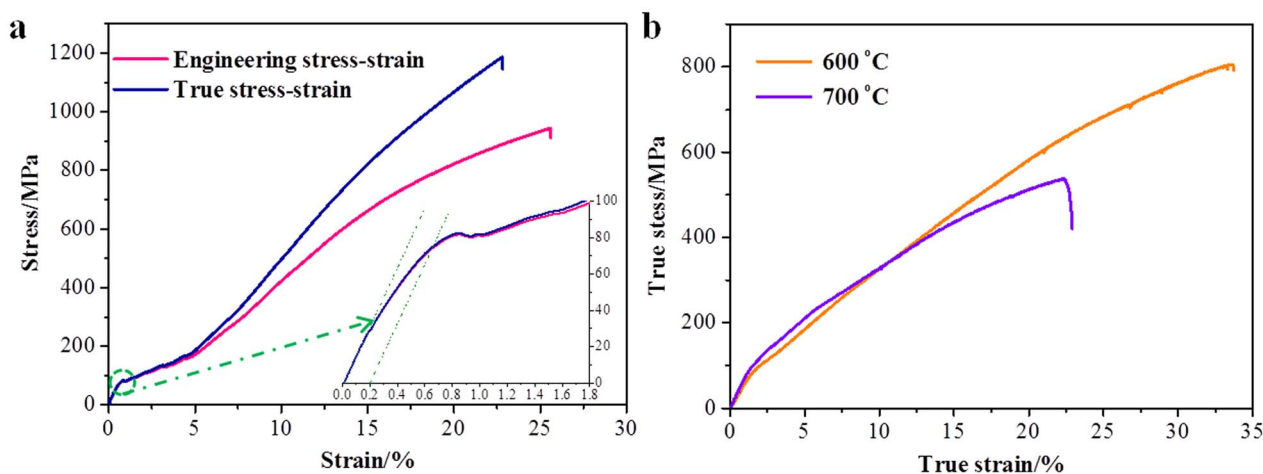 a
1200
1000
800
600
400
200
0
Stress/MPa
Engineering stress-strain
True stress-strain
100
80
60
40
20
0
0.0 0.2 0.4 0.6 0.8 1.0 1.2 1.4 1.6 1.8
0 5 10 15 20 25 30
Strain/%
b
800
600
400
200
0
True stess/MPa
600 °C
700 °C
0 5 10 15 20 25 30 35
True strain/%